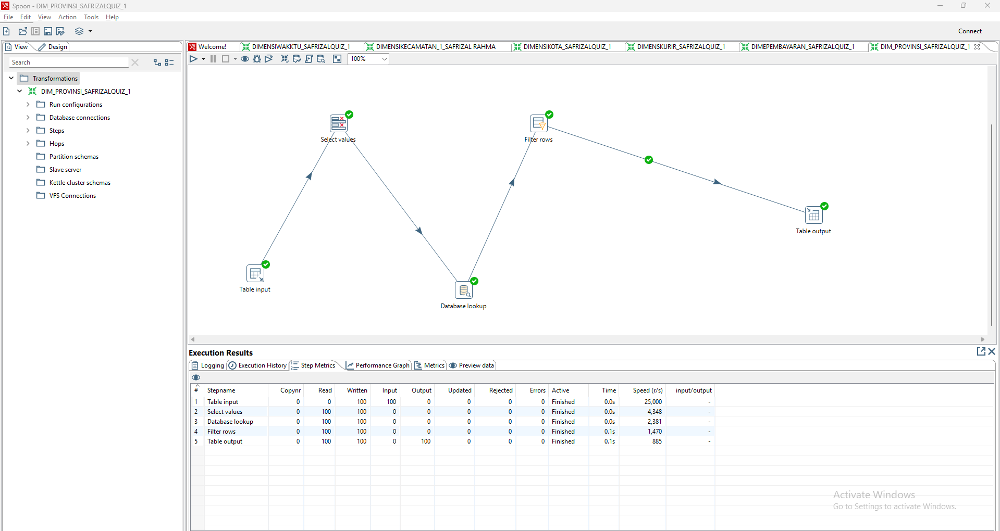 Spoon - DIM_PROVINSI_SAFRIZALQUIZ_1
File Edit View Action Tools Help
Connect
View Design
Welcome! DIMENSIWAKKTU_SAFRIZALQUIZ_1 DIMENSIKECAMATAN_1_SAFRIZAL RAHMA DIMENSIKOTA_SAFRIZALQUIZ_1 DIMENSKURIR_SAFRIZALQUIZ_1 DIMEPEMBAYARAN_SAFRIZALQUIZ_1 DIM_PROVINSI_SAFRIZALQUIZ_1
Search
100%
Transformations
DIM_PROVINSI_SAFRIZALQUIZ_1
Run configurations
Database connections
Steps
Hops
Partition schemas
Slave server
Kettle cluster schemas
VFS Connections
Select values
Filter rows
Table output
Table input
Database lookup
Execution Results
Logging Execution History Step Metrics Performance Graph Metrics Preview data
# Stepname Copynr Read Written Input Output Updated Rejected Errors Active Time Speed (r/s) input/output
1 Table input 0 0 100 100 0 0 0 0 Finished 0.0s 25,000 -
2 Select values 0 100 100 0 0 0 0 0 Finished 0.0s 4,348 -
3 Database lookup 0 100 100 0 0 0 0 0 Finished 0.0s 2,381 -
4 Filter rows 0 100 100 0 0 0 0 0 Finished 0.1s 1,470 -
5 Table output 0 100 100 0 100 0 0 0 Finished 0.1s 885 -
Activate Windows
Go to Settings to activate Windows.